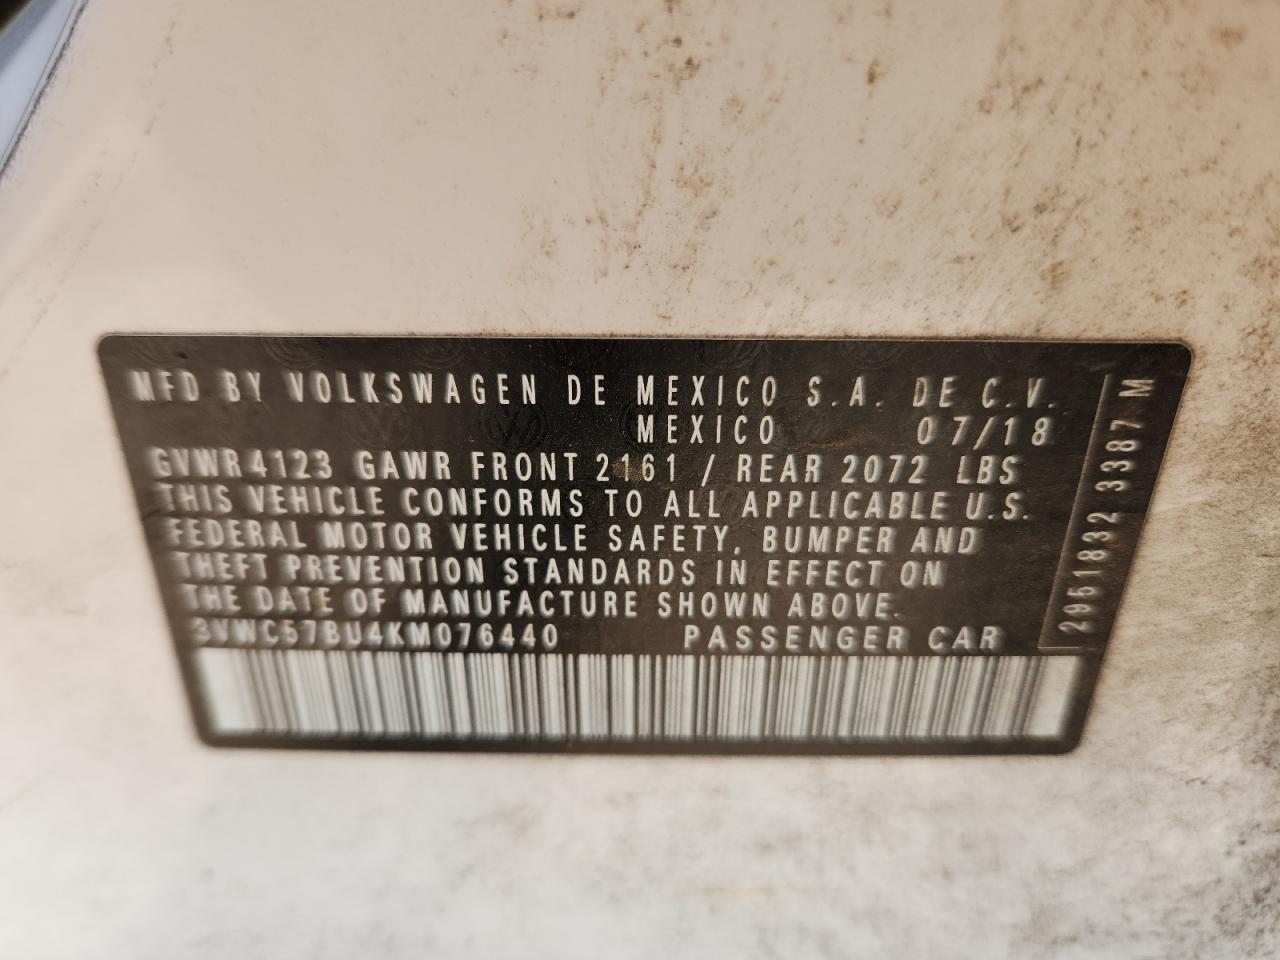 MFD BY VOLKSWAGEN DE MEXICO S.A. DE C.V.
MEXICO 07/18
GVWR 4123 GAWR FRONT 2161 / REAR 2072 LBS
THIS VEHICLE CONFORMS TO ALL APPLICABLE U.S.
FEDERAL MOTOR VEHICLE SAFETY, BUMPER AND
THEFT PREVENTION STANDARDS IN EFFECT ON
THE DATE OF MANUFACTURE SHOWN ABOVE.
3VWC57BU4KM076440 PASSENGER CAR
2951832 3387 M